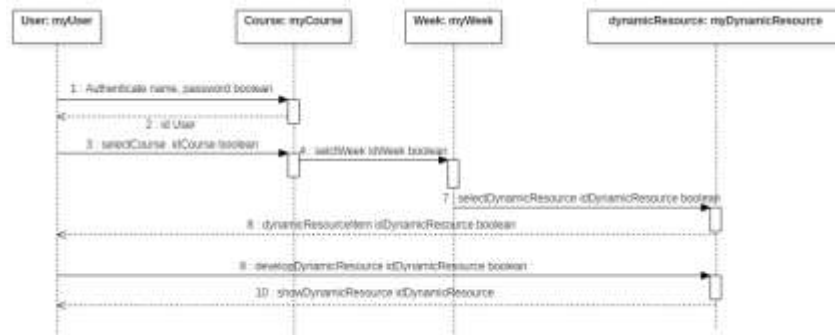 User: myUser
Course: myCourse
Week: myWeek
dynamicResource: myDynamicResource
1 : Authenticate name, password boolean
2 : id User
3 : selectCourse idCourse boolean
4 : selctWeek idWeek boolean
7 : selectDynamicResource idDynamicResource boolean
8 : dynamicResourceItem idDynamicResource boolean
9 : developDynamicResource idDynamicResource boolean
10 : showDynamicResource idDynamicResource